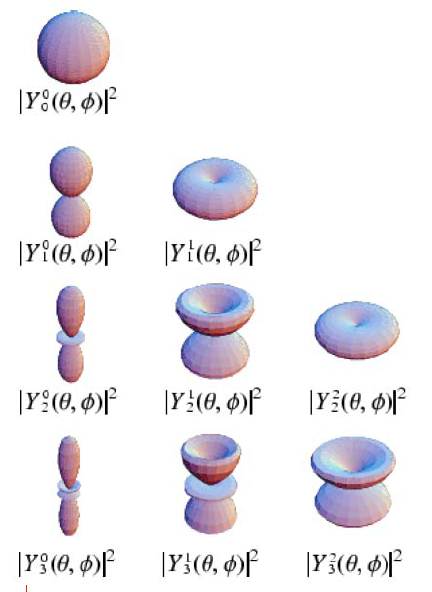 |Y₀⁰(θ, ϕ)|²
|Y₁⁰(θ, ϕ)|² |Y₁¹(θ, ϕ)|²
|Y₂⁰(θ, ϕ)|² |Y₂¹(θ, ϕ)|² |Y₂²(θ, ϕ)|²
|Y₃⁰(θ, ϕ)|² |Y₃¹(θ, ϕ)|² |Y₃²(θ, ϕ)|²